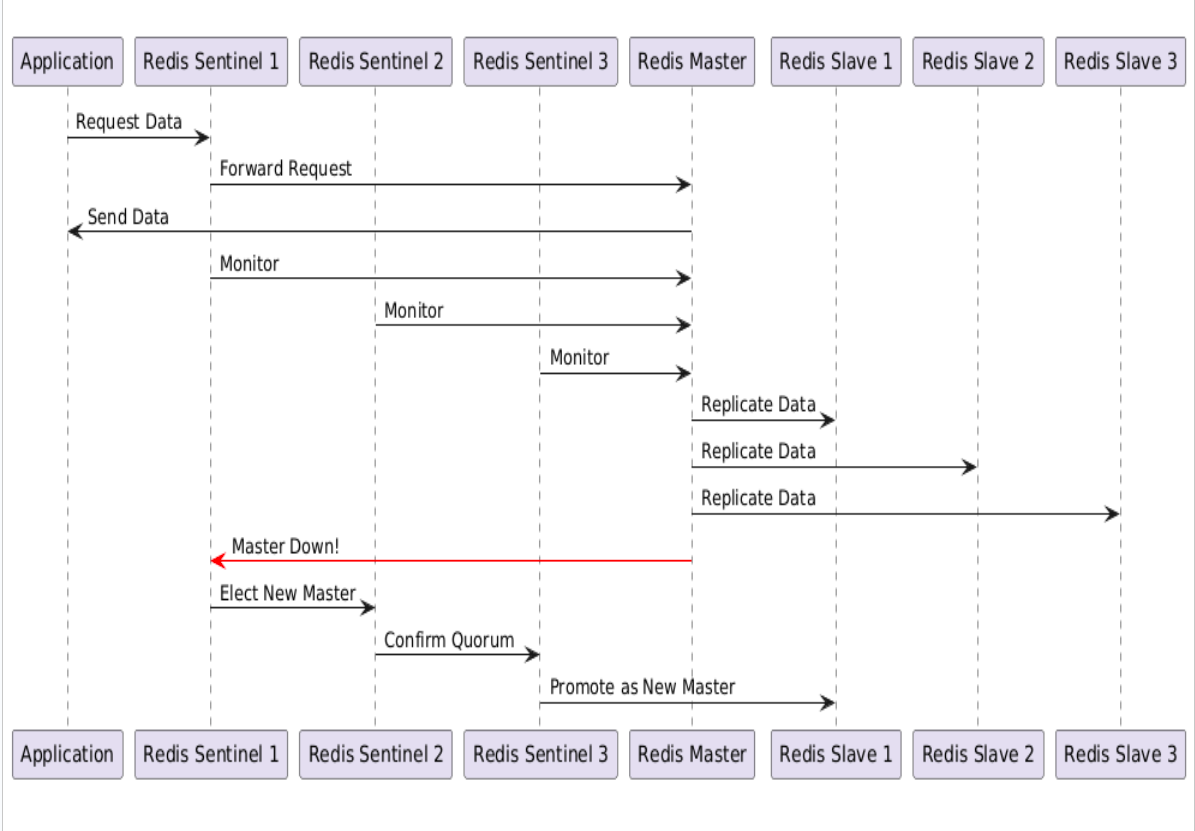 Application
Redis Sentinel 1
Redis Sentinel 2
Redis Sentinel 3
Redis Master
Redis Slave 1
Redis Slave 2
Redis Slave 3
Request Data
Forward Request
Send Data
Monitor
Monitor
Monitor
Replicate Data
Replicate Data
Replicate Data
Master Down!
Elect New Master
Confirm Quorum
Promote as New Master
Application
Redis Sentinel 1
Redis Sentinel 2
Redis Sentinel 3
Redis Master
Redis Slave 1
Redis Slave 2
Redis Slave 3